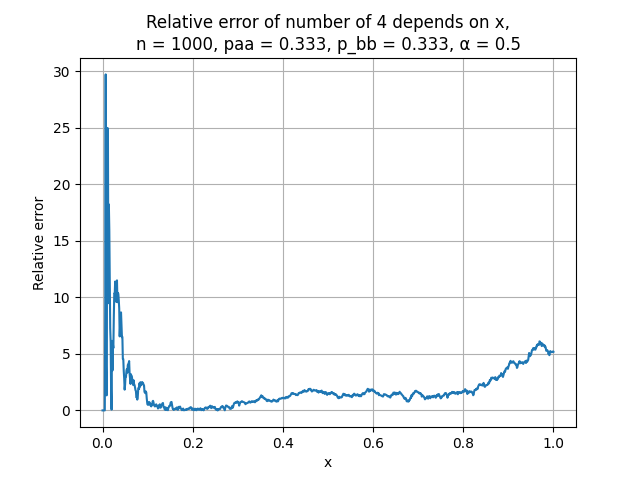 Relative error of number of 4 depends on x,
n = 1000, paa = 0.333, p_bb = 0.333, α = 0.5
30
25
20
15
10
5
0
Relative error
0.0 0.2 0.4 0.6 0.8 1.0
x